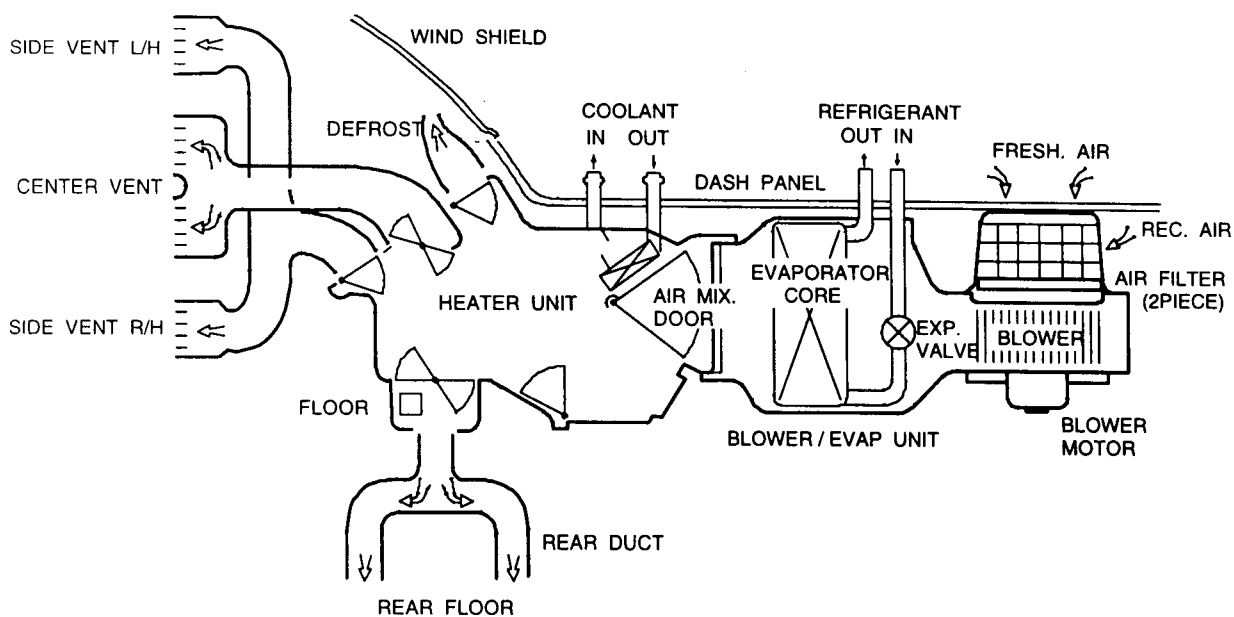 SIDE VENT L/H
WIND SHIELD
DEFROST
COOLANT
IN OUT
REFRIGERANT
OUT IN
FRESH. AIR
CENTER VENT
DASH PANEL
REC. AIR
EVAPORATOR
CORE
AIR FILTER
(2PIECE)
HEATER UNIT
AIR MIX.
DOOR
SIDE VENT R/H
EXP.
VALVE
BLOWER
FLOOR
BLOWER / EVAP UNIT
BLOWER
MOTOR
REAR DUCT
REAR FLOOR